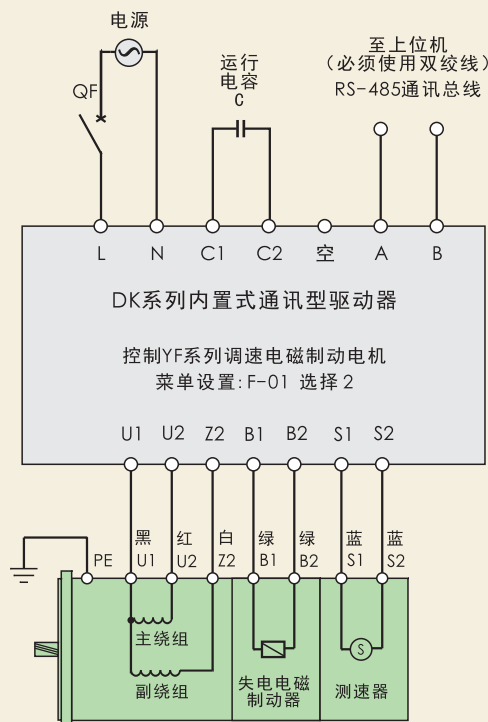 电源
QF
运行
电容
C
至上位机
(必须使用双绞线)
RS-485通讯总线
L N C1 C2 空 A B
DK系列内置式通讯型驱动器
控制YF系列调速电磁制动电机
菜单设置:F-01 选择2
U1 U2 Z2 B1 B2 S1 S2
黑 红 白 绿 绿 蓝 蓝
PE U1 U2 Z2 B1 B2 S1 S2
主绕组
副绕组
失电电磁
制动器
S
测速器